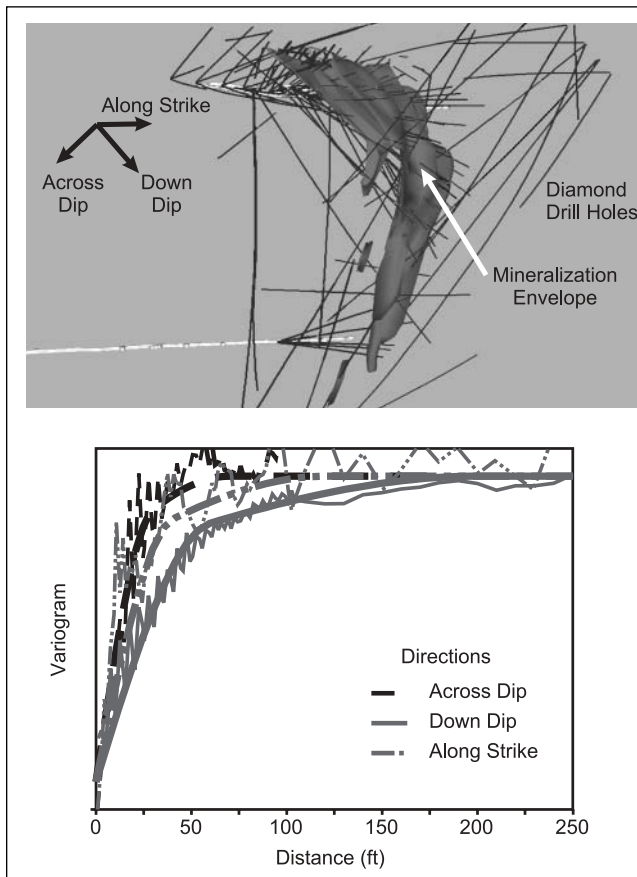 Along Strike
Across
Dip
Down
Dip
Diamond
Drill Holes
Mineralization
Envelope
Variogram
Directions
Across Dip
Down Dip
Along Strike
0
50
100
150
200
250
Distance (ft)